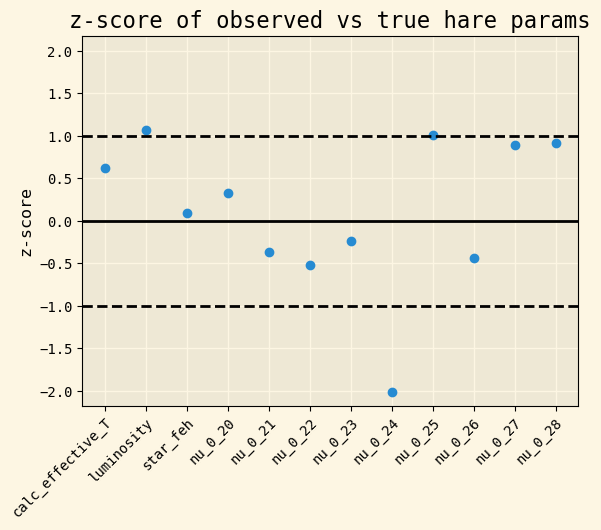 z-score of observed vs true hare params
z-score
2.0
1.5
1.0
0.5
0.0
−0.5
−1.0
−1.5
−2.0
calc_effective_T
luminosity
star_feh
nu_0_20
nu_0_21
nu_0_22
nu_0_23
nu_0_24
nu_0_25
nu_0_26
nu_0_27
nu_0_28